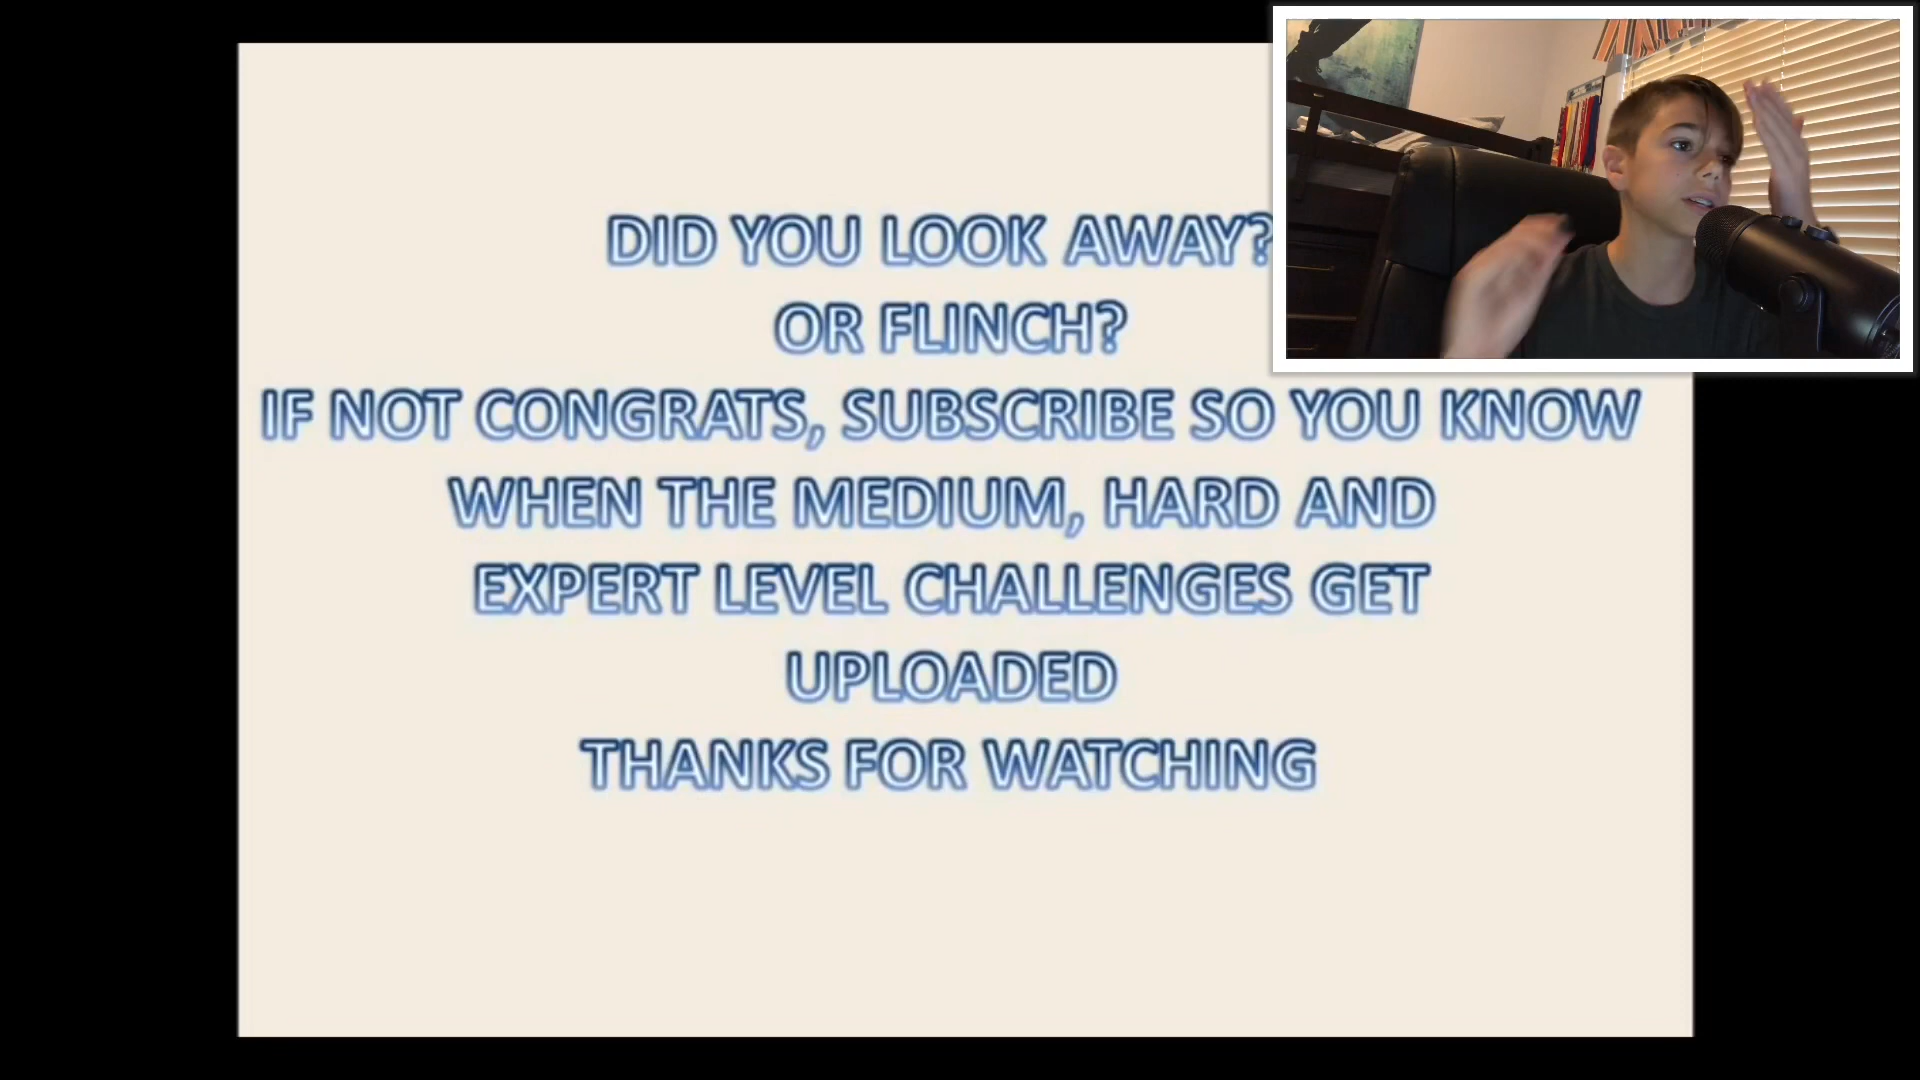 DID YOU LOOK AWAY?
OR FLINCH?
IF NOT CONGRATS, SUBSCRIBE SO YOU KNOW
WHEN THE MEDIUM, HARD AND
EXPERT LEVEL CHALLENGES GET
UPLOADED
THANKS FOR WATCHING